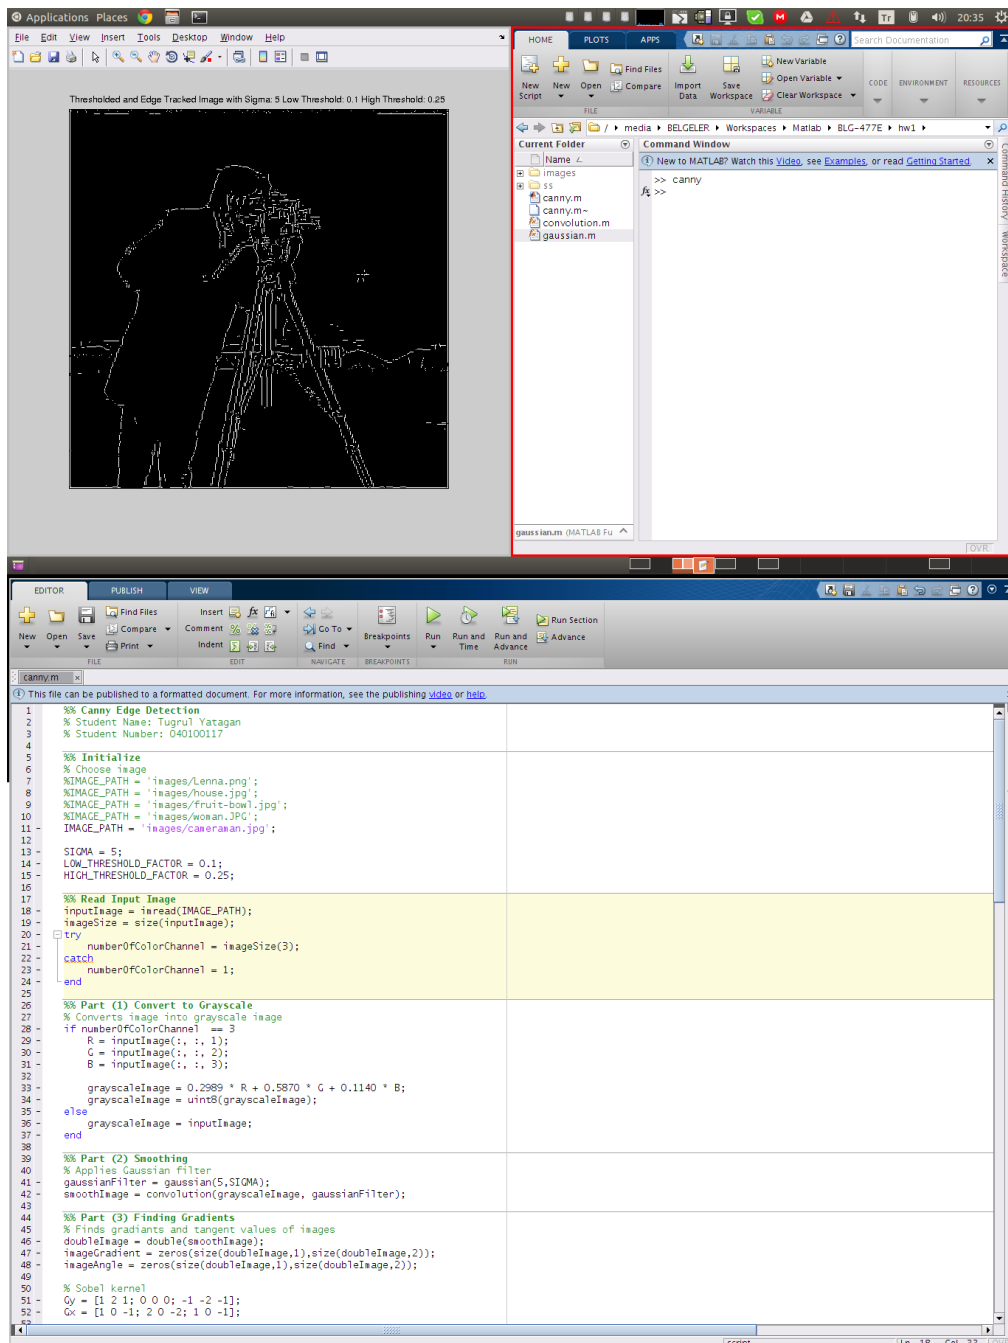 Applications Places
Tr 20:35
File Edit View Insert Tools Desktop Window Help
Thresholded and Edge Tracked Image with Sigma: 5 Low Threshold: 0.1 High Threshold: 0.25
HOME PLOTS APPS Search Documentation
New Script New Open Find Files Compare Import Data Save Workspace New Variable Open Variable Clear Workspace CODE ENVIRONMENT RESOURCES
FILE VARIABLE
/ media BELGELER Workspaces Matlab BLG-477E hw1
Current Folder
Name
images
ss
canny.m
canny.m~
convolution.m
gaussian.m
gaussian.m (MATLAB Fu
Command Window
New to MATLAB? Watch this Video, see Examples, or read Getting Started.
>> canny
fx >>
Command History
Workspace
OVR
EDITOR PUBLISH VIEW
New Open Save Find Files Compare Print Insert fx Comment Indent Go To Find Breakpoints Run Run and Time Run and Advance Run Section Advance
FILE EDIT NAVIGATE BREAKPOINTS RUN
canny.m
This file can be published to a formatted document. For more information, see the publishing video or help.
1 %% Canny Edge Detection
2 % Student Name: Tugrul Yatagan
3 % Student Number: 040100117
4
5 %% Initialize
6 % Choose image
7 %IMAGE_PATH = 'images/Lenna.png';
8 %IMAGE_PATH = 'images/house.jpg';
9 %IMAGE_PATH = 'images/fruit-bowl.jpg';
10 %IMAGE_PATH = 'images/woman.JPG';
11 - IMAGE_PATH = 'images/cameraman.jpg';
12
13 - SIGMA = 5;
14 - LOW_THRESHOLD_FACTOR = 0.1;
15 - HIGH_THRESHOLD_FACTOR = 0.25;
16
17 %% Read Input Image
18 - inputImage = imread(IMAGE_PATH);
19 - imageSize = size(inputImage);
20 - try
21 - numberOfColorChannel = imageSize(3);
22 - catch
23 - numberOfColorChannel = 1;
24 - end
25
26 %% Part (1) Convert to Grayscale
27 % Converts image into grayscale image
28 - if numberOfColorChannel == 3
29 - R = inputImage(:, :, 1);
30 - G = inputImage(:, :, 2);
31 - B = inputImage(:, :, 3);
32
33 - grayscaleImage = 0.2989 * R + 0.5870 * G + 0.1140 * B;
34 - grayscaleImage = uint8(grayscaleImage);
35 - else
36 - grayscaleImage = inputImage;
37 - end
38
39 %% Part (2) Smoothing
40 % Applies Gaussian filter
41 - gaussianFilter = gaussian(5,SIGMA);
42 - smoothImage = convolution(grayscaleImage, gaussianFilter);
43
44 %% Part (3) Finding Gradients
45 % Finds gradiants and tangent values of images
46 - doubleImage = double(smoothImage);
47 - imageGradient = zeros(size(doubleImage,1),size(doubleImage,2));
48 - imageAngle = zeros(size(doubleImage,1),size(doubleImage,2));
49
50 % Sobel kernel
51 - Gy = [1 2 1; 0 0 0; -1 -2 -1];
52 - Gx = [1 0 -1; 2 0 -2; 1 0 -1];
script Ln 18 Col 33